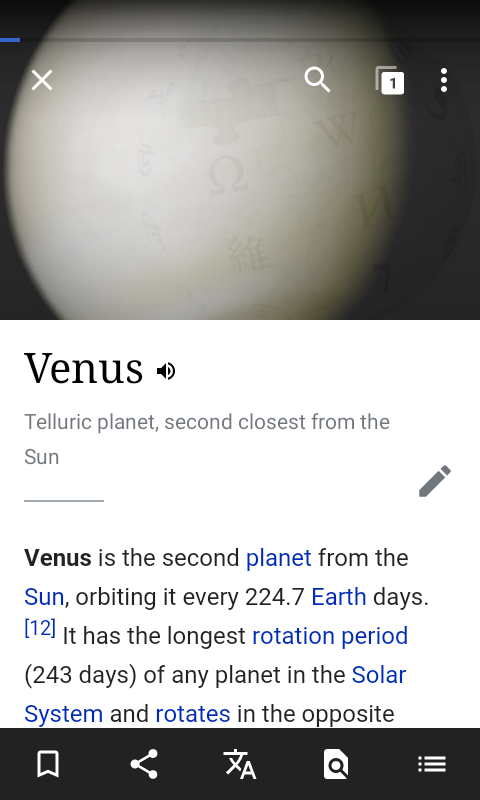 1
W
Ω
И
維
Venus
Telluric planet, second closest from the
Sun
Venus is the second planet from the
Sun, orbiting it every 224.7 Earth days.
[12] It has the longest rotation period
(243 days) of any planet in the Solar
System and rotates in the opposite